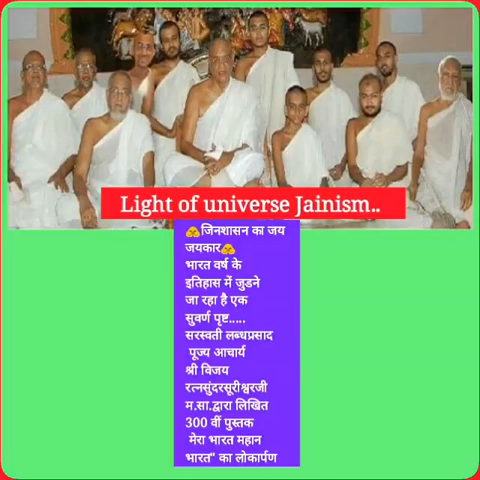 Light of universe Jainism..
🙏जिनशासन का जय
जयकार🙏
भारत वर्ष के
इतिहास में जुडने
जा रहा है एक
सुवर्ण पृष्ट.....
सरस्वती लब्धप्रसाद
पूज्य आचार्य
श्री विजय
रत्नसुंदरसूरीश्वरजी
म.सा.द्वारा लिखित
300 वीं पुस्तक
मेरा भारत महान
भारत" का लोकार्पण